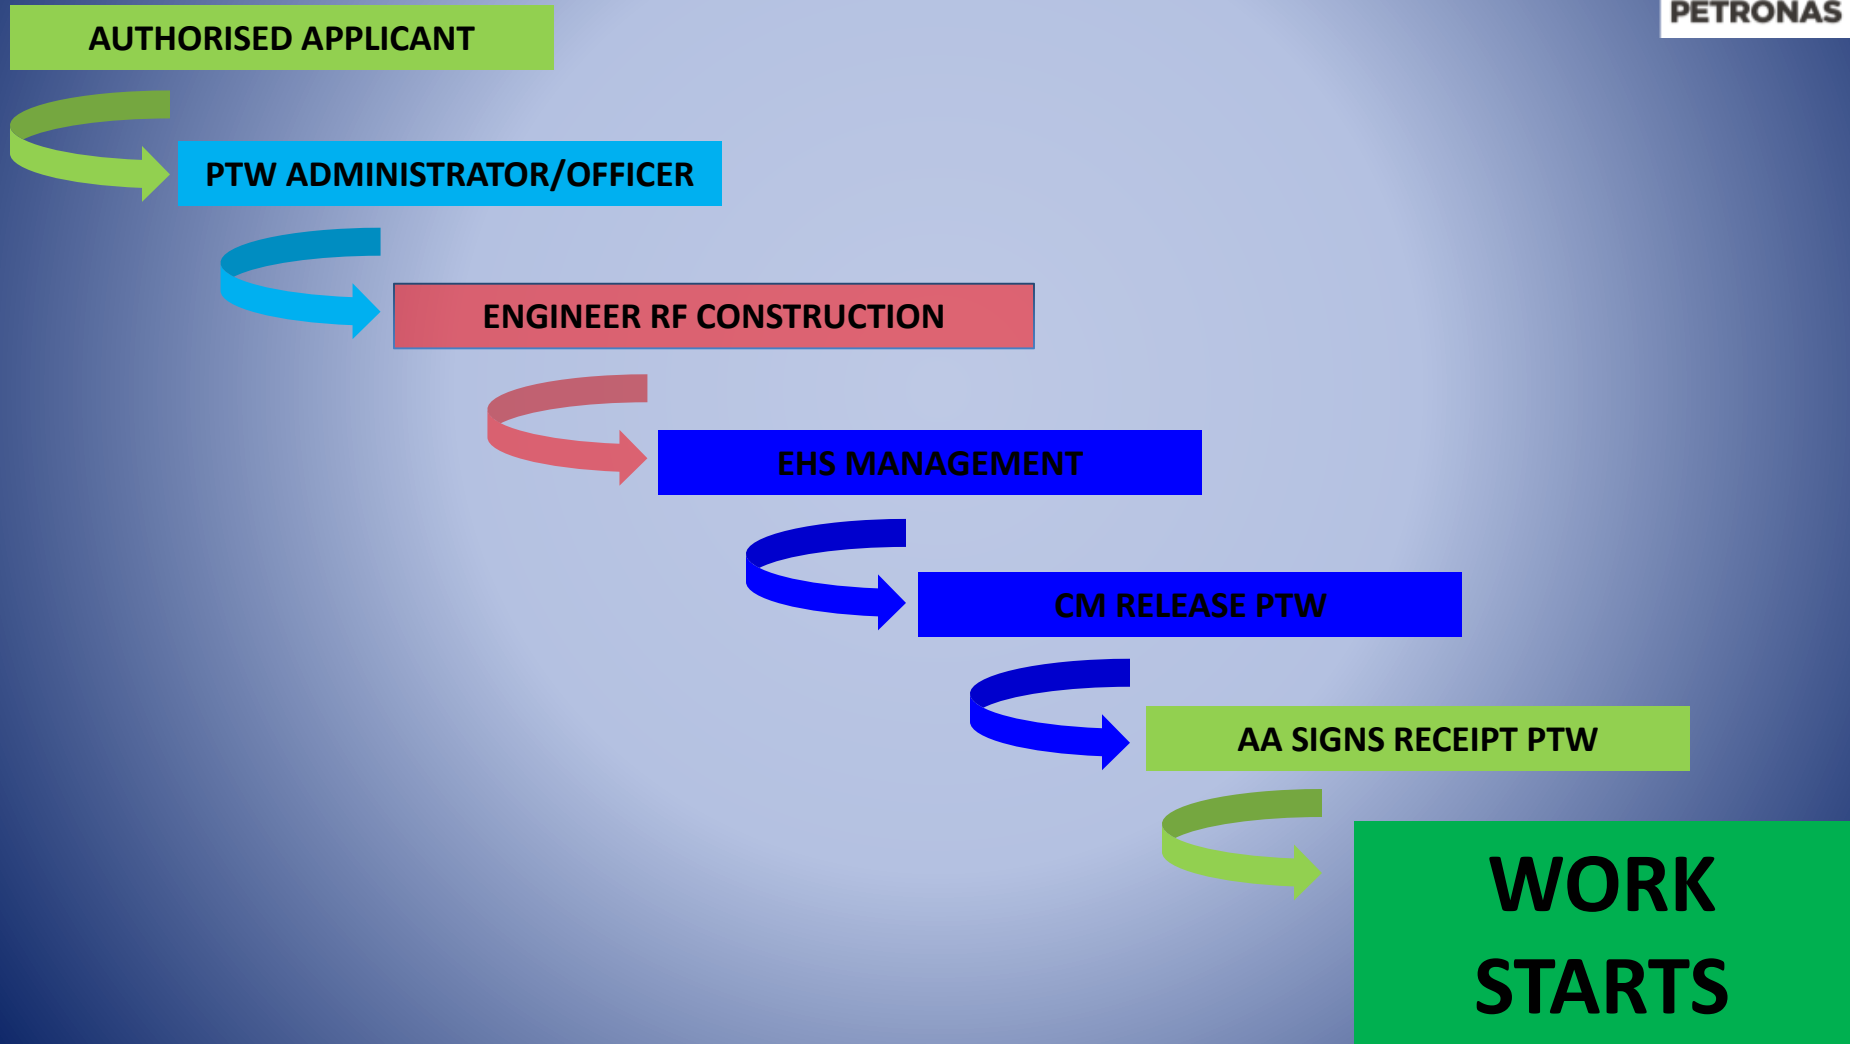 PETRONAS
AUTHORISED APPLICANT
PTW ADMINISTRATOR/OFFICER
ENGINEER RF CONSTRUCTION
EHS MANAGEMENT
CM RELEASE PTW
AA SIGNS RECEIPT PTW
WORK
STARTS